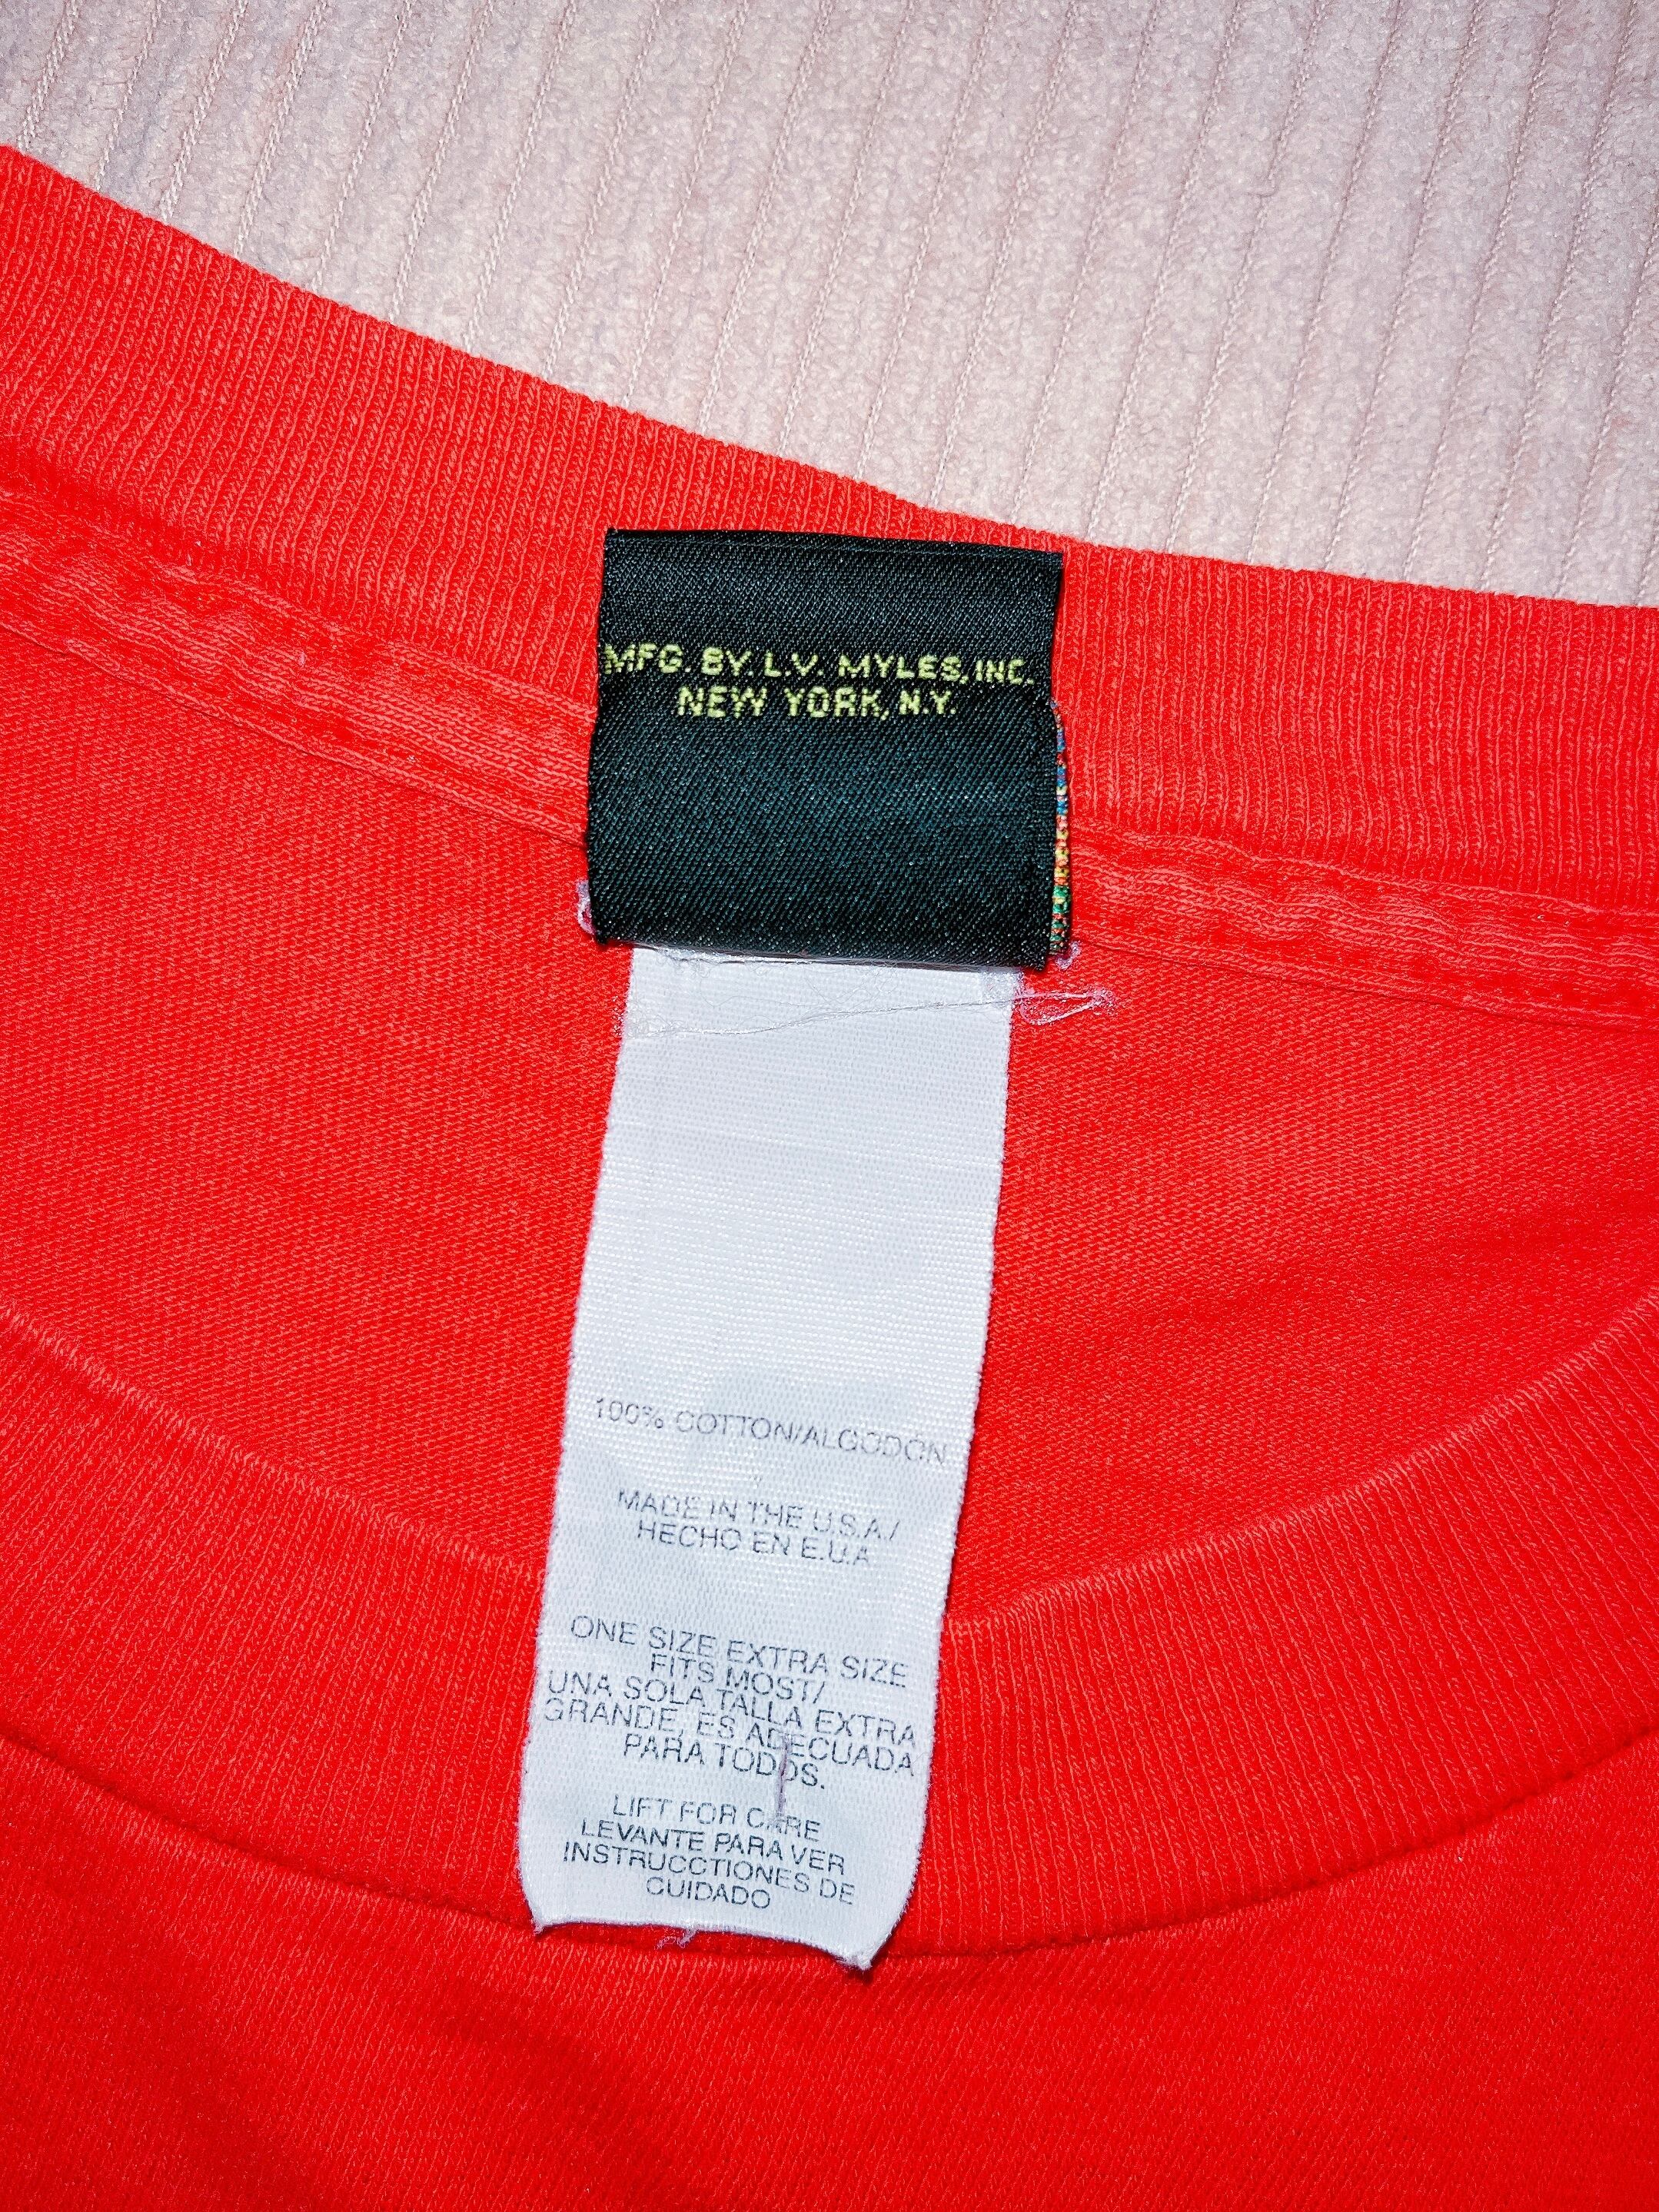 MFG. BY. L.V. MYLES, INC.
NEW YORK, N.Y.
100% COTTON/ALGODÓN
MADE IN THE U.S.A./
HECHO EN E.U.A
ONE SIZE EXTRA SIZE
FITS MOST/
UNA SOLA TALLA EXTRA
GRANDE, ES ADECUADA
PARA TODOS.
LIFT FOR CARE
LEVANTE PARA VER
INSTRUCCTIONES DE
CUIDADO